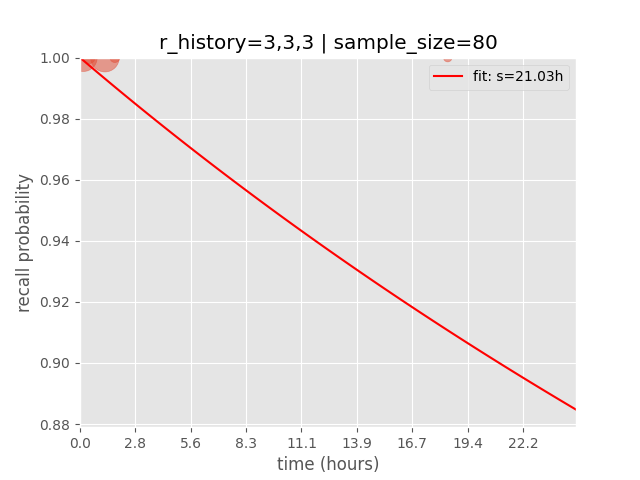 r_history=3,3,3 | sample_size=80
1.00
0.98
0.96
0.94
0.92
0.90
0.88
recall probability
fit: s=21.03h
0.0 2.8 5.6 8.3 11.1 13.9 16.7 19.4 22.2
time (hours)